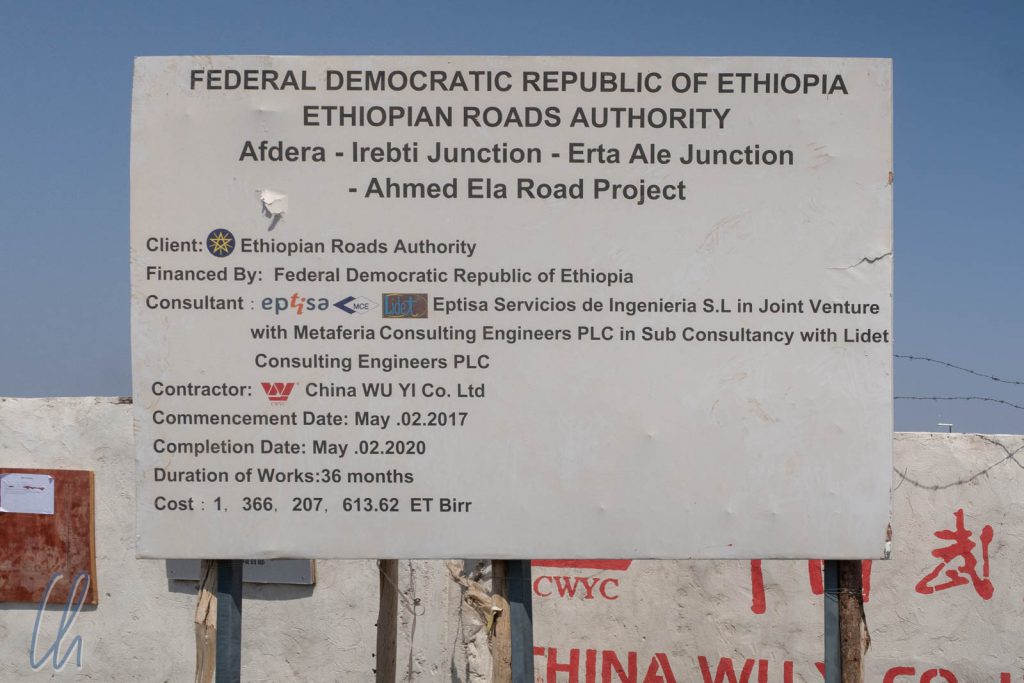 FEDERAL DEMOCRATIC REPUBLIC OF ETHIOPIA
ETHIOPIAN ROADS AUTHORITY
Afdera - Irebti Junction - Erta Ale Junction
- Ahmed Ela Road Project
Client: Ethiopian Roads Authority
Financed By: Federal Democratic Republic of Ethiopia
Consultant : eptisa MCE Lidet Eptisa Servicios de Ingenieria S.L in Joint Venture
with Metaferia Consulting Engineers PLC in Sub Consultancy with Lidet
Consulting Engineers PLC
Contractor: China WU YI Co. Ltd
Commencement Date: May .02.2017
Completion Date: May .02.2020
Duration of Works:36 months
Cost : 1, 366, 207, 613.62 ET Birr
CWYC
武
CHINA WU Y CO.